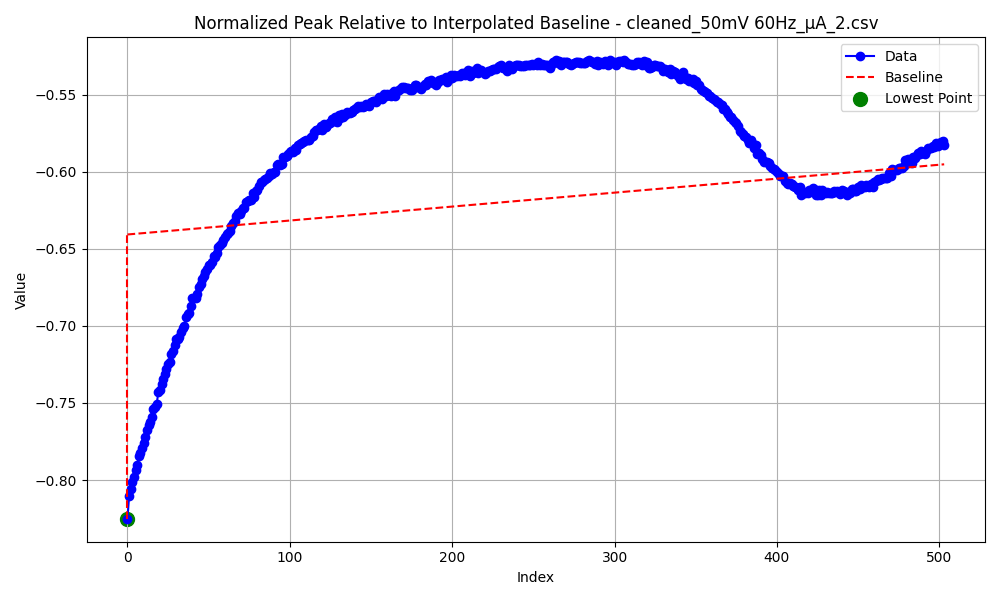 Normalized Peak Relative to Interpolated Baseline - cleaned_50mV 60Hz_μA_2.csv
Data
Baseline
Lowest Point
−0.55
−0.60
−0.65
−0.70
−0.75
−0.80
Value
0
100
200
300
400
500
Index